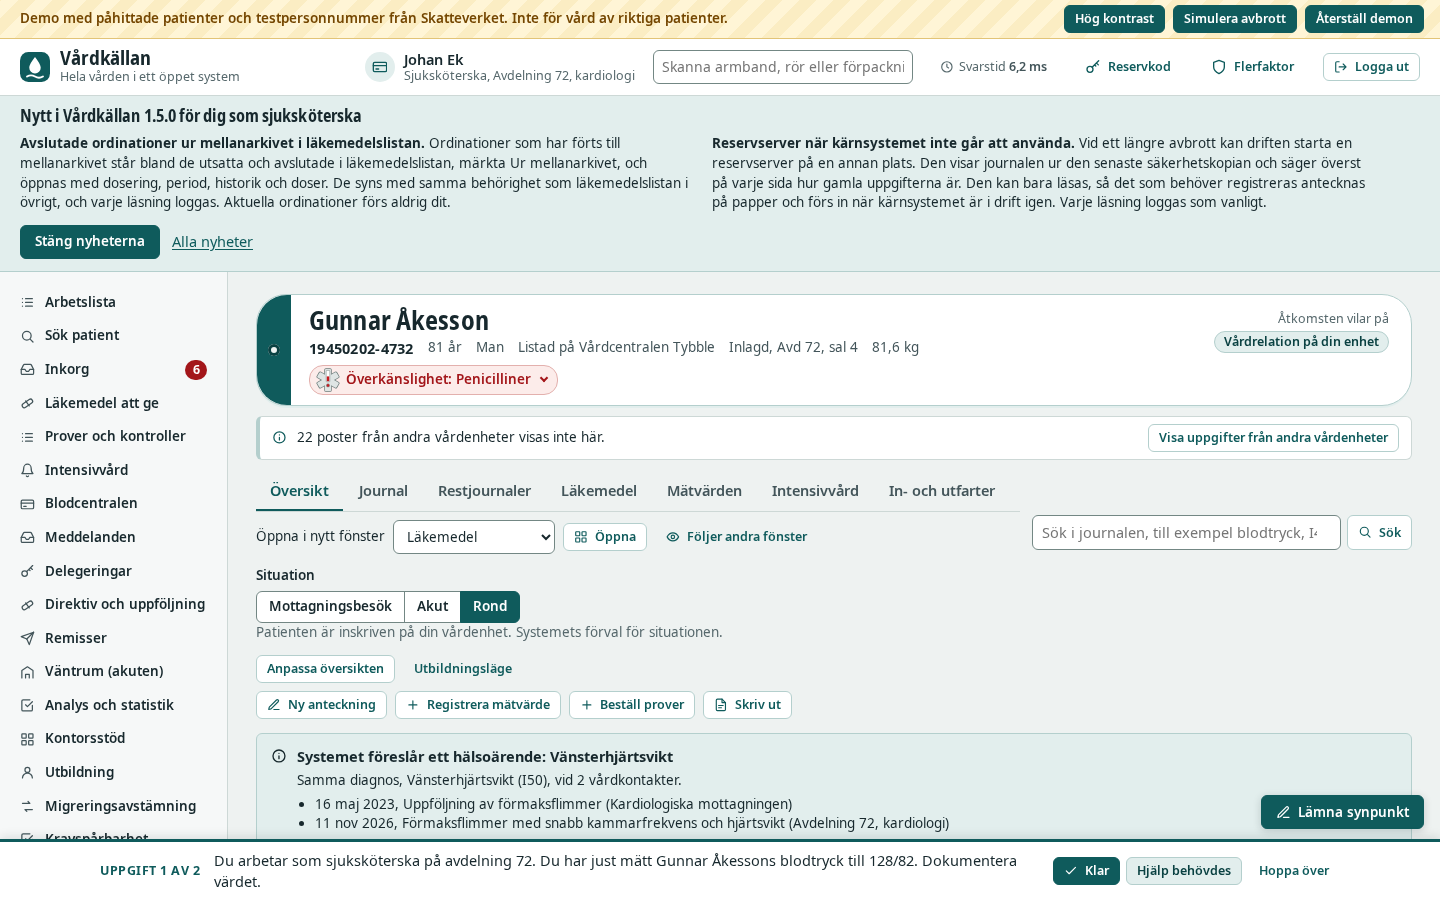 Demo med påhittade patienter och testpersonnummer från Skatteverket. Inte för vård av riktiga patienter.
Hög kontrast
Simulera avbrott
Återställ demon
Vårdkällan
Hela vården i ett öppet system
Johan Ek
Sjuksköterska, Avdelning 72, kardiologi
Skanna armband, rör eller förpackni
Svarstid 6,2 ms
Reservkod
Flerfaktor
Logga ut
Nytt i Vårdkällan 1.5.0 för dig som sjuksköterska
Avslutade ordinationer ur mellanarkivet i läkemedelslistan. Ordinationer som har förts till
mellanarkivet står bland de utsatta och avslutade i läkemedelslistan, märkta Ur mellanarkivet, och
öppnas med dosering, period, historik och doser. De syns med samma behörighet som läkemedelslistan i
övrigt, och varje läsning loggas. Aktuella ordinationer förs aldrig dit.
Reservserver när kärnsystemet inte går att använda. Vid ett längre avbrott kan driften starta en
reservserver på en annan plats. Den visar journalen ur den senaste säkerhetskopian och säger överst
på varje sida hur gamla uppgifterna är. Den kan bara läsas, så det som behöver registreras antecknas
på papper och förs in när kärnsystemet är i drift igen. Varje läsning loggas som vanligt.
Stäng nyheterna
Alla nyheter
Arbetslista
Sök patient
Inkorg
6
Läkemedel att ge
Prover och kontroller
Intensivvård
Blodcentralen
Meddelanden
Delegeringar
Direktiv och uppföljning
Remisser
Väntrum (akuten)
Analys och statistik
Kontorsstöd
Utbildning
Migreringsavstämning
Kravspårbarhet
Gunnar Åkesson
19450202-4732
81 år
Man
Listad på Vårdcentralen Tybble
Inlagd, Avd 72, sal 4
81,6 kg
Överkänslighet: Penicilliner
Åtkomsten vilar på
Vårdrelation på din enhet
22 poster från andra vårdenheter visas inte här.
Visa uppgifter från andra vårdenheter
Översikt
Journal
Restjournaler
Läkemedel
Mätvärden
Intensivvård
In- och utfarter
Öppna i nytt fönster
Läkemedel
Öppna
Följer andra fönster
Sök i journalen, till exempel blodtryck, I4
Sök
Situation
Mottagningsbesök
Akut
Rond
Patienten är inskriven på din vårdenhet. Systemets förval för situationen.
Anpassa översikten
Utbildningsläge
Ny anteckning
Registrera mätvärde
Beställ prover
Skriv ut
Systemet föreslår ett hälsoärende: Vänsterhjärtsvikt
Samma diagnos, Vänsterhjärtsvikt (I50), vid 2 vårdkontakter.
16 maj 2023, Uppföljning av förmaksflimmer (Kardiologiska mottagningen)
11 nov 2026, Förmaksflimmer med snabb kammarfrekvens och hjärtsvikt (Avdelning 72, kardiologi)
Lämna synpunkt
UPPGIFT 1 AV 2
Du arbetar som sjuksköterska på avdelning 72. Du har just mätt Gunnar Åkessons blodtryck till 128/82. Dokumentera
värdet.
Klar
Hjälp behövdes
Hoppa över